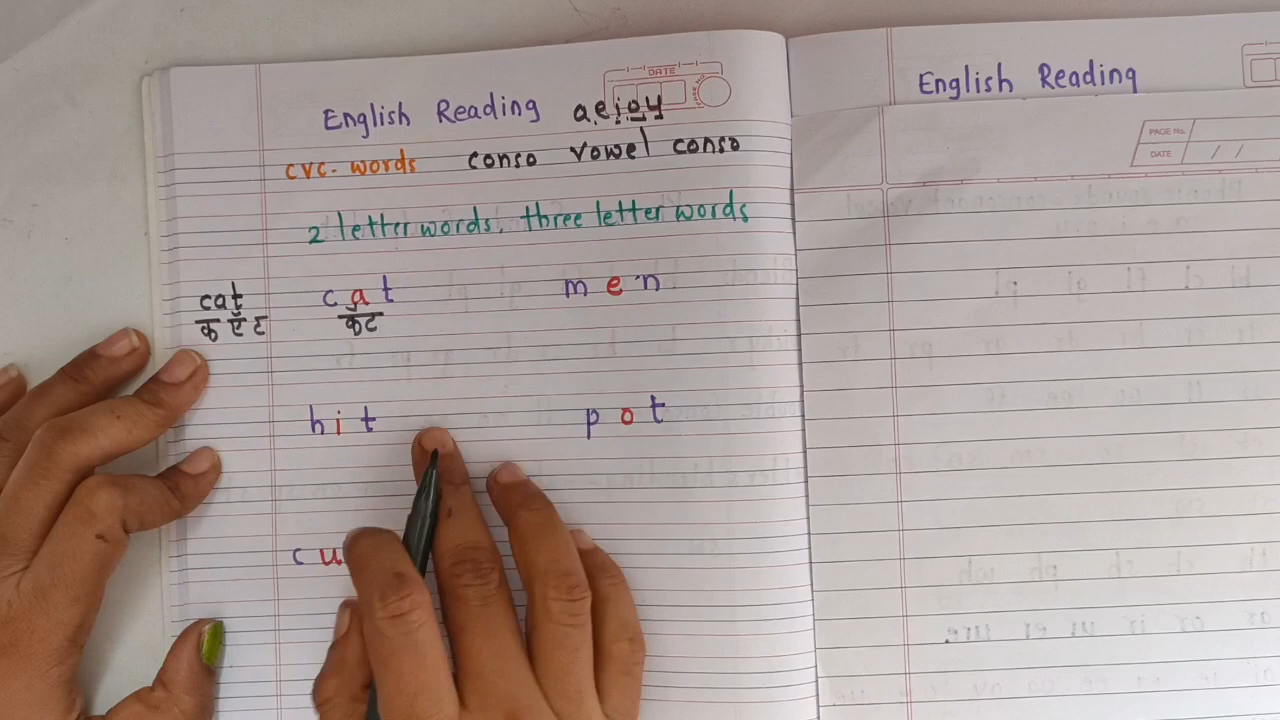 DATE
English Reading a e i o y
cvc. words conso vowel conso
2 letter words, three letter words
cat c a t m e n
क ऍ ट कट
h i t p o t
c u
English Reading
PAGE No.
DATE / /